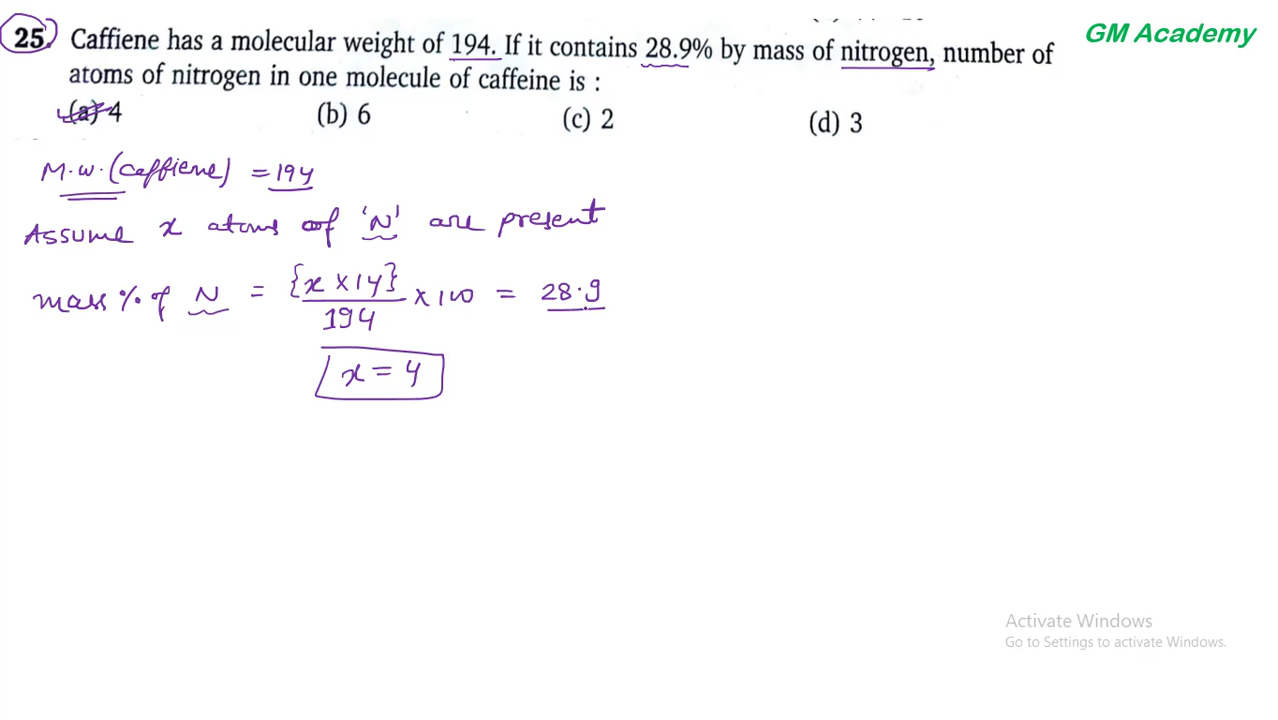 GM Academy
25. Caffiene has a molecular weight of 194. If it contains 28.9% by mass of nitrogen, number of
atoms of nitrogen in one molecule of caffeine is :
(a) 4 (b) 6 (c) 2 (d) 3
M.w.(caffiene) = 194
Assume x atoms of 'N' are present
mass % of N = {x × 14} / 194 × 100 = 28.9
x = 4
Activate Windows
Go to Settings to activate Windows.